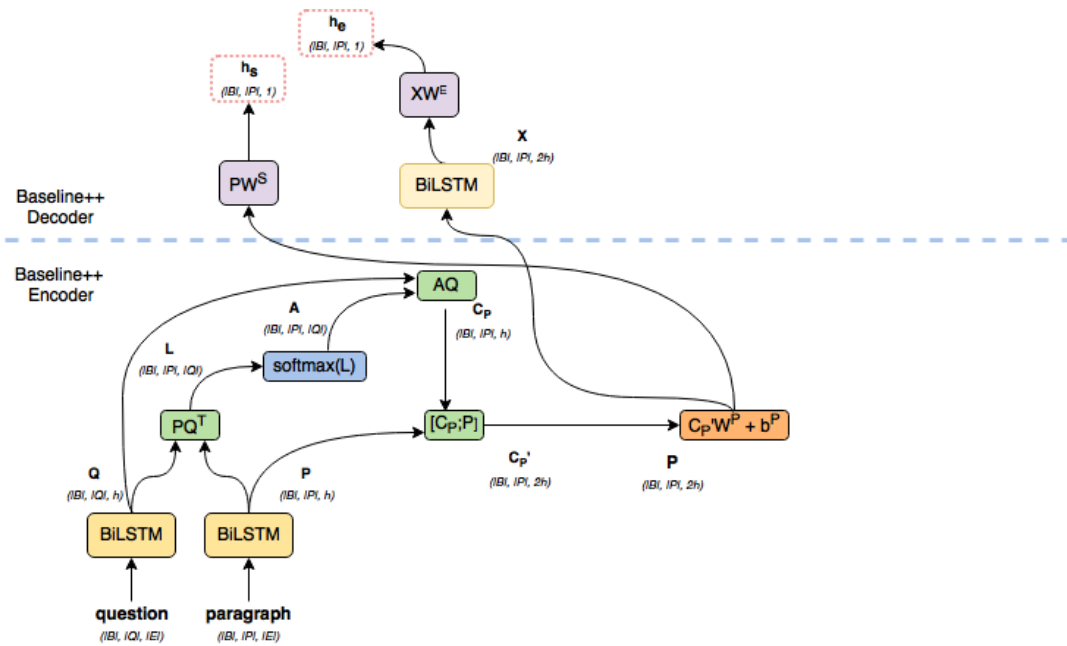 h_e
(|B|, |P|, 1)
h_s
(|B|, |P|, 1)
XW^E
X
(|B|, |P|, 2h)
PW^S
BiLSTM
Baseline++
Decoder
Baseline++
Encoder
AQ
A
(|B|, |P|, |Q|)
C_P
(|B|, |P|, h)
L
(|B|, |P|, |Q|)
softmax(L)
PQ^T
[C_P;P]
C_P'W^P + b^P
Q
(|B|, |Q|, h)
P
(|B|, |P|, h)
C_P'
(|B|, |P|, 2h)
P
(|B|, |P|, 2h)
BiLSTM
BiLSTM
question
(|B|, |Q|, |E|)
paragraph
(|B|, |P|, |E|)